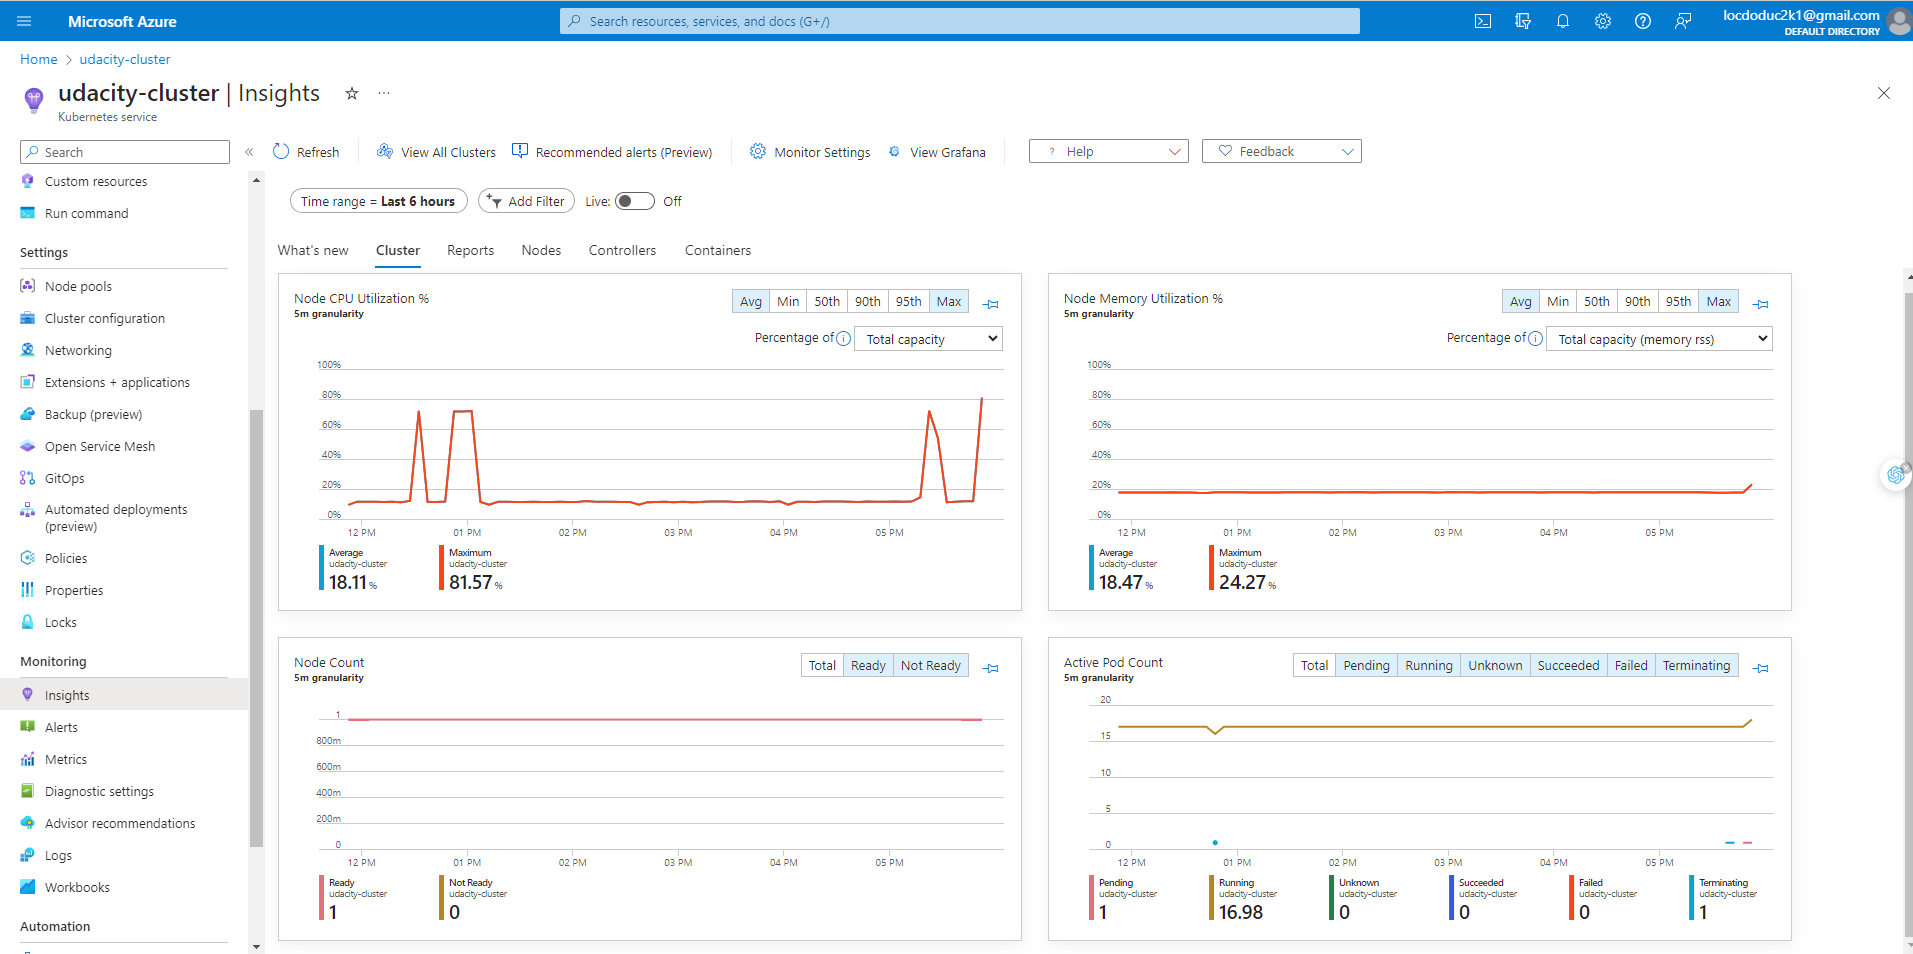 Microsoft Azure
Search resources, services, and docs (G+/)
locdoduc2k1@gmail.com
DEFAULT DIRECTORY
Home > udacity-cluster
udacity-cluster | Insights
Kubernetes service
Search
Refresh
View All Clusters
Recommended alerts (Preview)
Monitor Settings
View Grafana
? Help
Feedback
Custom resources
Run command
Settings
Node pools
Cluster configuration
Networking
Extensions + applications
Backup (preview)
Open Service Mesh
GitOps
Automated deployments
(preview)
Policies
Properties
Locks
Monitoring
Insights
Alerts
Metrics
Diagnostic settings
Advisor recommendations
Logs
Workbooks
Automation
Time range = Last 6 hours
Add Filter
Live: Off
What's new Cluster Reports Nodes Controllers Containers
Node CPU Utilization %
5m granularity
Avg Min 50th 90th 95th Max
Percentage of Total capacity
100%
80%
60%
40%
20%
0%
12 PM 01 PM 02 PM 03 PM 04 PM 05 PM
Average
udacity-cluster
18.11 %
Maximum
udacity-cluster
81.57 %
Node Memory Utilization %
5m granularity
Avg Min 50th 90th 95th Max
Percentage of Total capacity (memory rss)
100%
80%
60%
40%
20%
0%
12 PM 01 PM 02 PM 03 PM 04 PM 05 PM
Average
udacity-cluster
18.47 %
Maximum
udacity-cluster
24.27 %
Node Count
5m granularity
Total Ready Not Ready
1
800m
600m
400m
200m
0
12 PM 01 PM 02 PM 03 PM 04 PM 05 PM
Ready
udacity-cluster
1
Not Ready
udacity-cluster
0
Active Pod Count
5m granularity
Total Pending Running Unknown Succeeded Failed Terminating
20
15
10
5
0
12 PM 01 PM 02 PM 03 PM 04 PM 05 PM
Pending
udacity-cluster
1
Running
udacity-cluster
16.98
Unknown
udacity-cluster
0
Succeeded
udacity-cluster
0
Failed
udacity-cluster
0
Terminating
udacity-cluster
1